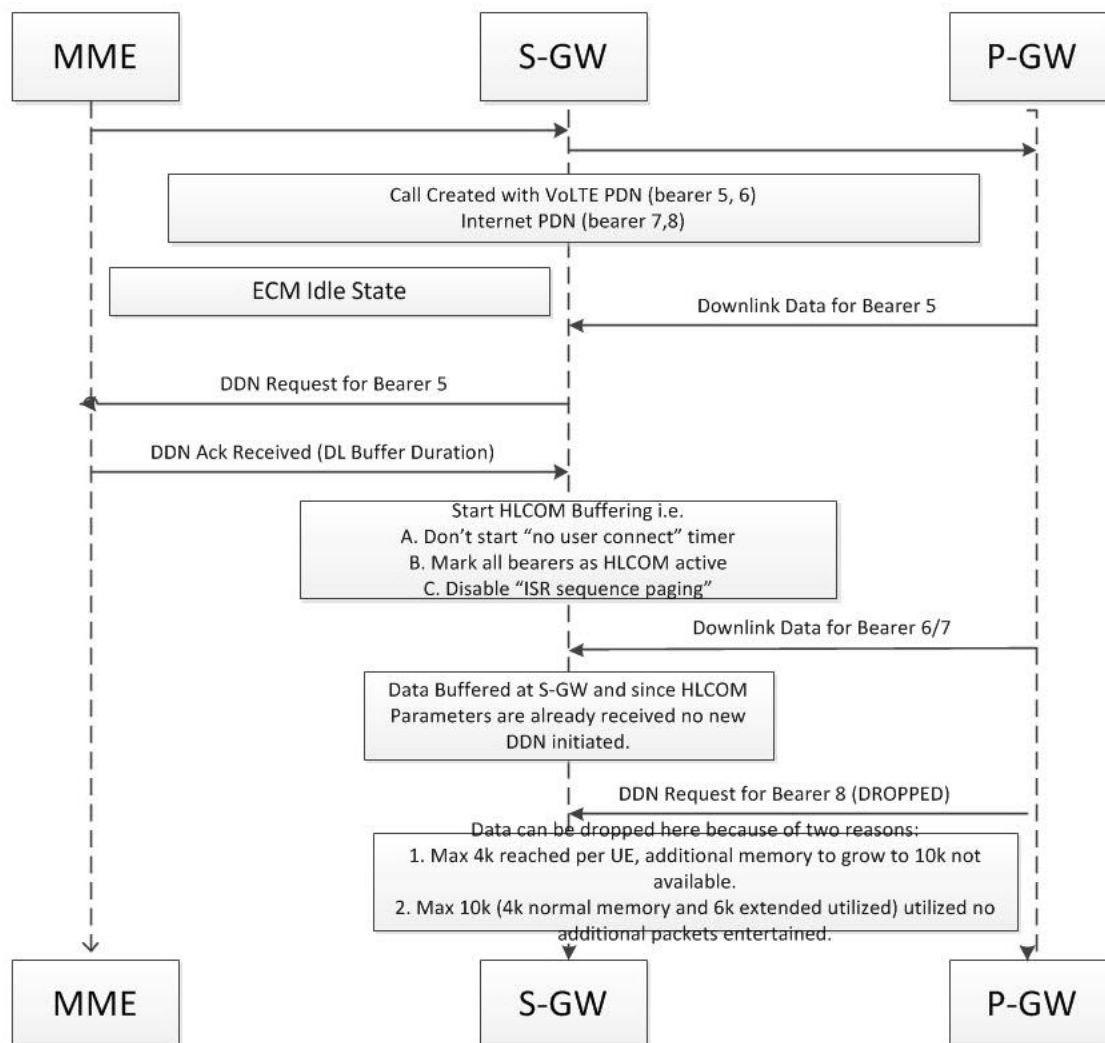 MME
S-GW
P-GW
Call Created with VoLTE PDN (bearer 5, 6)
Internet PDN (bearer 7,8)
ECM Idle State
Downlink Data for Bearer 5
DDN Request for Bearer 5
DDN Ack Received (DL Buffer Duration)
Start HLCOM Buffering i.e.
A. Don’t start “no user connect” timer
B. Mark all bearers as HLCOM active
C. Disable “ISR sequence paging”
Downlink Data for Bearer 6/7
Data Buffered at S-GW and since HLCOM
Parameters are already received no new
DDN initiated.
DDN Request for Bearer 8 (DROPPED)
Data can be dropped here because of two reasons:
1. Max 4k reached per UE, additional memory to grow to 10k not
available.
2. Max 10k (4k normal memory and 6k extended utilized) utilized no
additional packets entertained.
MME
S-GW
P-GW